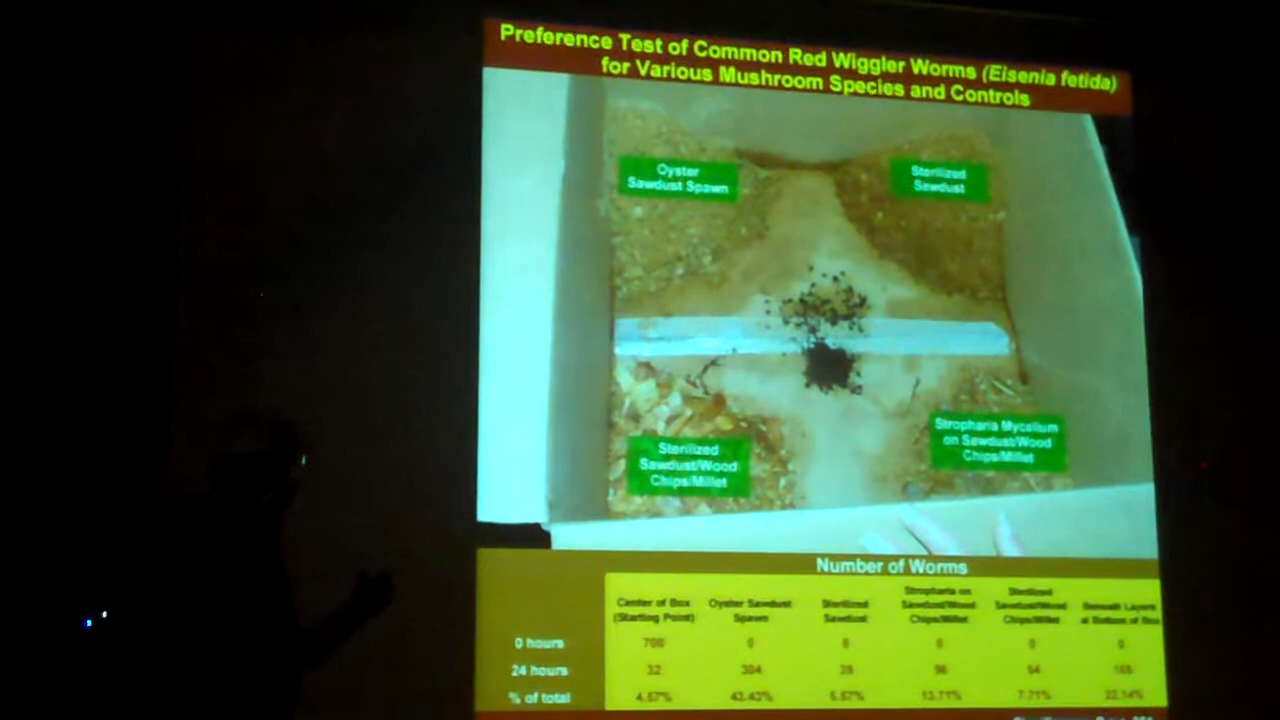 Preference Test of Common Red Wiggler Worms (Eisenia fetida)
for Various Mushroom Species and Controls
Oyster
Sawdust Spawn
Sterilized
Sawdust
Sterilized
Sawdust/Wood
Chips/Millet
Stropharia Mycelium
on Sawdust/Wood
Chips/Millet
Number of Worms
Center of Box
(Starting Point)
Oyster Sawdust
Spawn
Sterilized
Sawdust
Stropharia on
Sawdust/Wood
Chips/Millet
Sterilized
Sawdust/Wood
Chips/Millet
Beneath Layers
at Bottom of Box
0 hours 700 0 0 0 0 0
24 hours 32 304 39 96 54
% of total 4.57% 43.43% 5.57% 13.71% 7.71% 22.14%